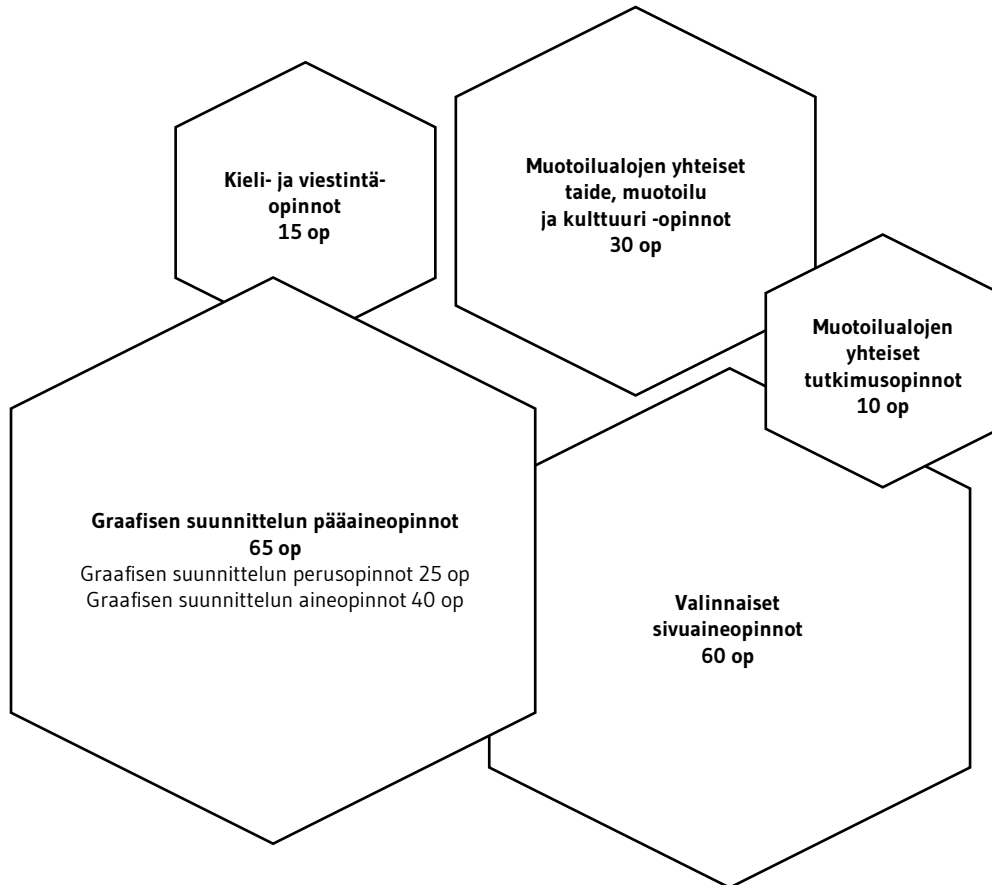 Kieli- ja viestintä-
opinnot
15 op
Muotoilualojen yhteiset
taide, muotoilu
ja kulttuuri -opinnot
30 op
Muotoilualojen
yhteiset
tutkimusopinnot
10 op
Graafisen suunnittelun pääaineopinnot
65 op
Graafisen suunnittelun perusopinnot 25 op
Graafisen suunnittelun aineopinnot 40 op
Valinnaiset
sivuaineopinnot
60 op